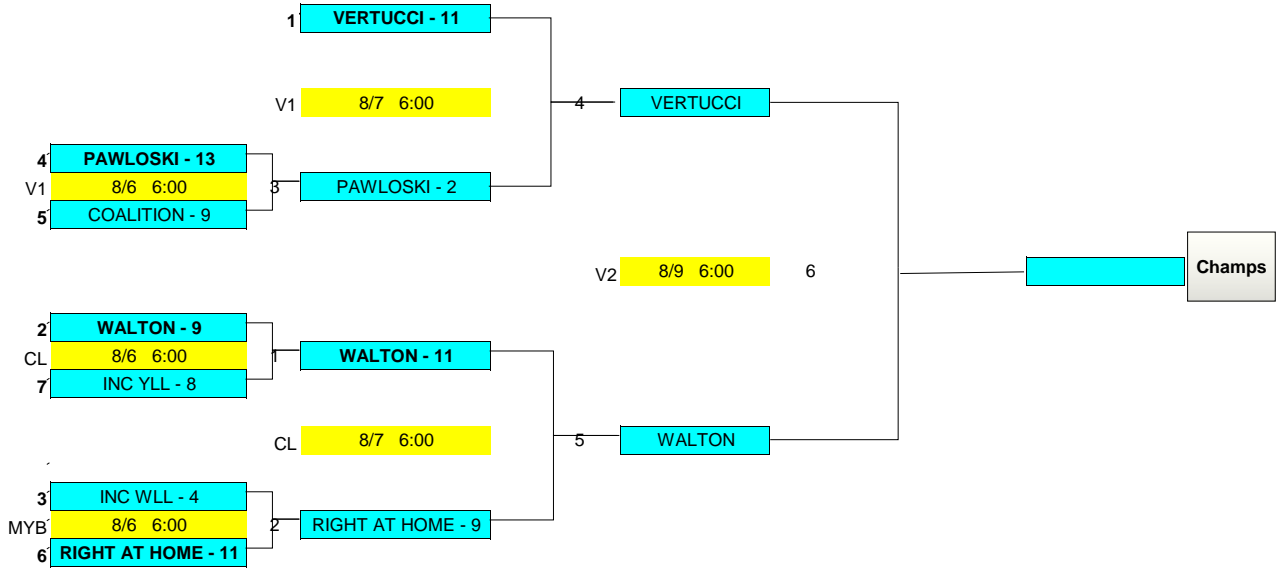 1 VERTUCCI - 11
V1 8/7 6:00 4 VERTUCCI
4 PAWLOSKI - 13
V1 8/6 6:00 3 PAWLOSKI - 2
5 COALITION - 9
V2 8/9 6:00 6 Champs
2 WALTON - 9
CL 8/6 6:00 1 WALTON - 11
7 INC YLL - 8
CL 8/7 6:00 5 WALTON
3 INC WLL - 4
MYB 8/6 6:00 2 RIGHT AT HOME - 9
6 RIGHT AT HOME - 11